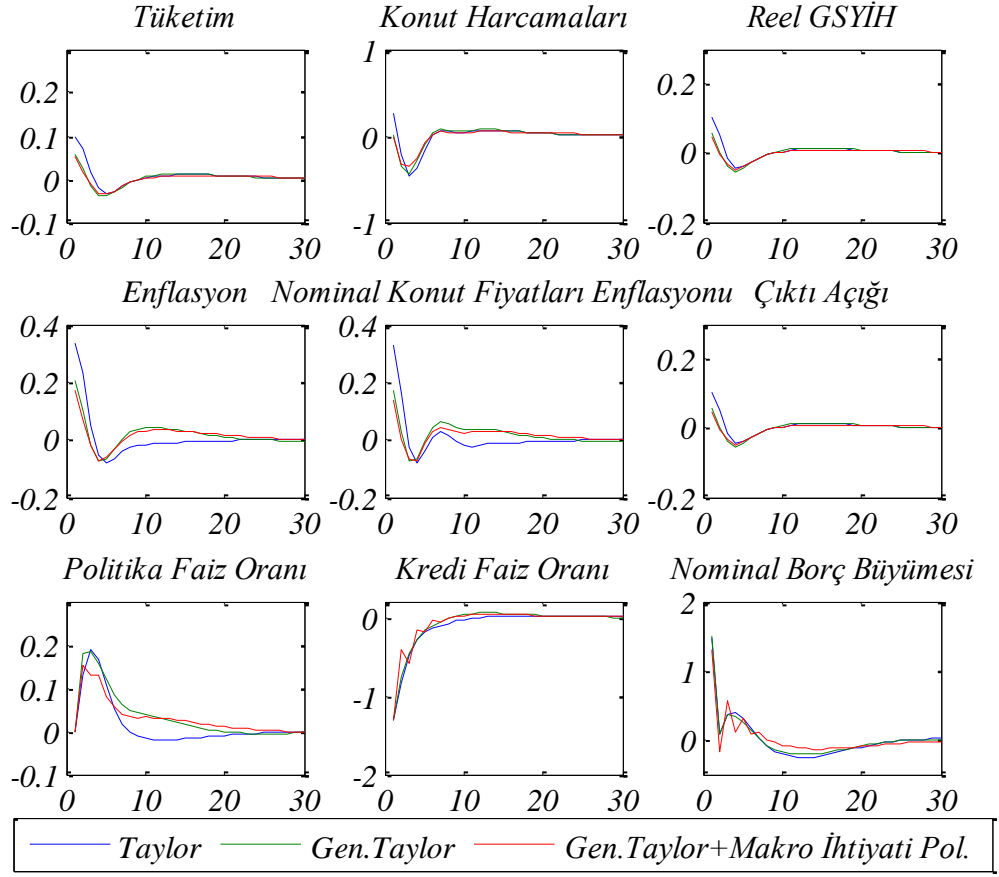 Tüketim Konut Harcamaları Reel GSYİH
0.2 1 0.2
0.1 0 0
0 -1 -0.2
-0.1
0 10 20 30 0 10 20 30 0 10 20 30
Enflasyon Nominal Konut Fiyatları Enflasyonu Çıktı Açığı
0.4 0.4 0.2
0.2 0.2 0
0 0 -0.2
-0.2 -0.2
0 10 20 30 0 10 20 30 0 10 20 30
Politika Faiz Oranı Kredi Faiz Oranı Nominal Borç Büyümesi
0.2 0 2
0.1 -1 0
0 -2
-0.1
0 10 20 30 0 10 20 30 0 10 20 30
Taylor Gen.Taylor Gen.Taylor+Makro İhtiyati Pol.